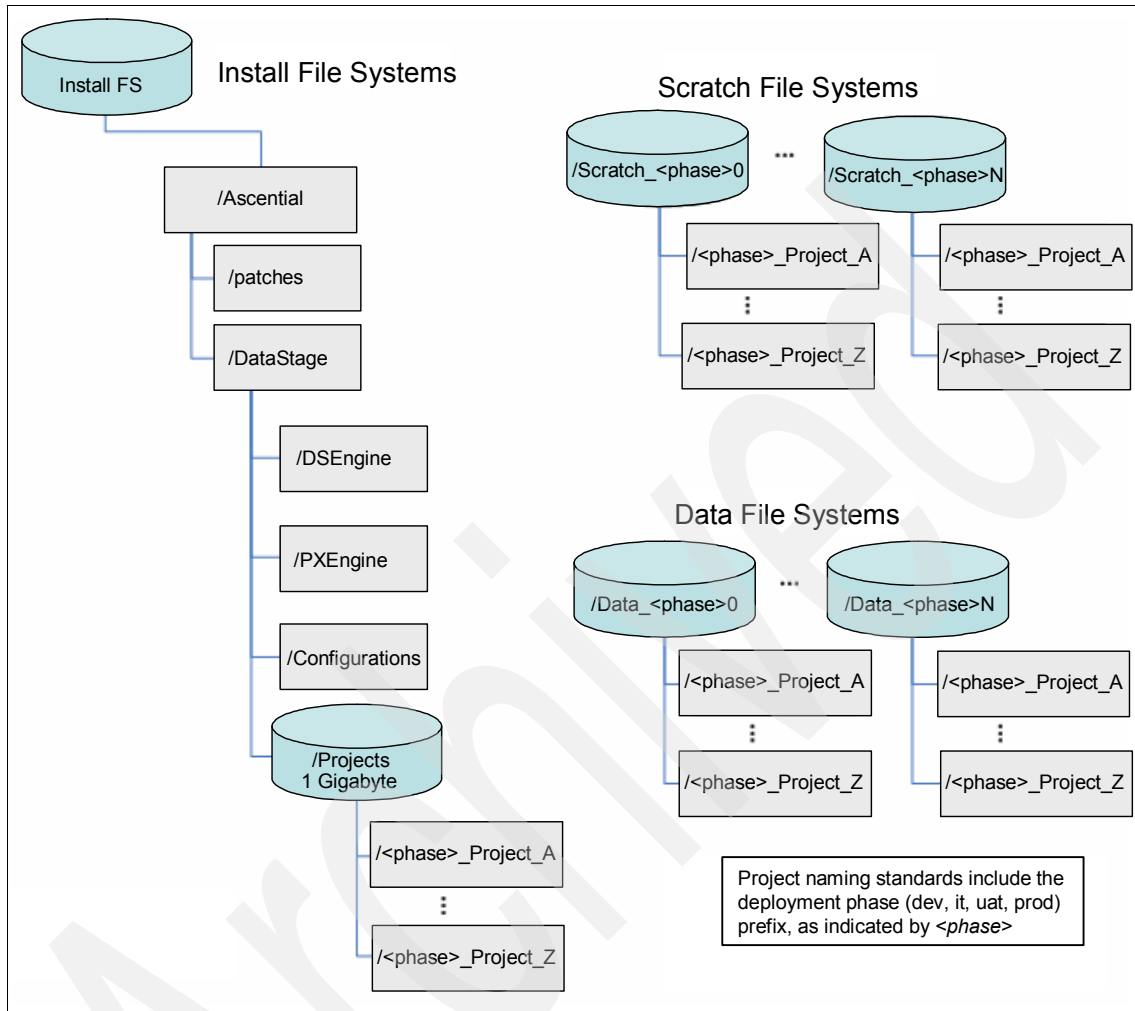 Install FS
Install File Systems
/Ascential
/patches
/DataStage
/DSEngine
/PXEngine
/Configurations
/Projects
1 Gigabyte
/<phase>_Project_A
/<phase>_Project_Z
Scratch File Systems
/Scratch_<phase>0
...
/Scratch_<phase>N
/<phase>_Project_A
/<phase>_Project_A
/<phase>_Project_Z
/<phase>_Project_Z
Data File Systems
/Data_<phase>0
...
/Data_<phase>N
/<phase>_Project_A
/<phase>_Project_A
/<phase>_Project_Z
/<phase>_Project_Z
Project naming standards include the
deployment phase (dev, it, uat, prod)
prefix, as indicated by <phase>
Archived